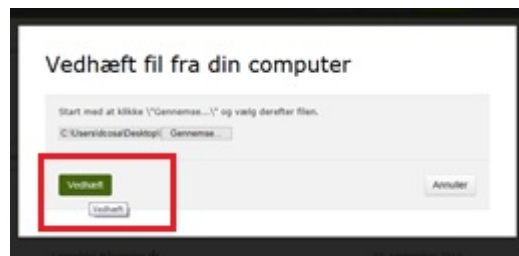 Vedhæft fil fra din computer
Start med at klikke \"Gennemse...\" og vælg derefter filen.
C:\Users\dcosa\Desktop\ Gennemse...
Vedhæft
Annuller
Vedhæft